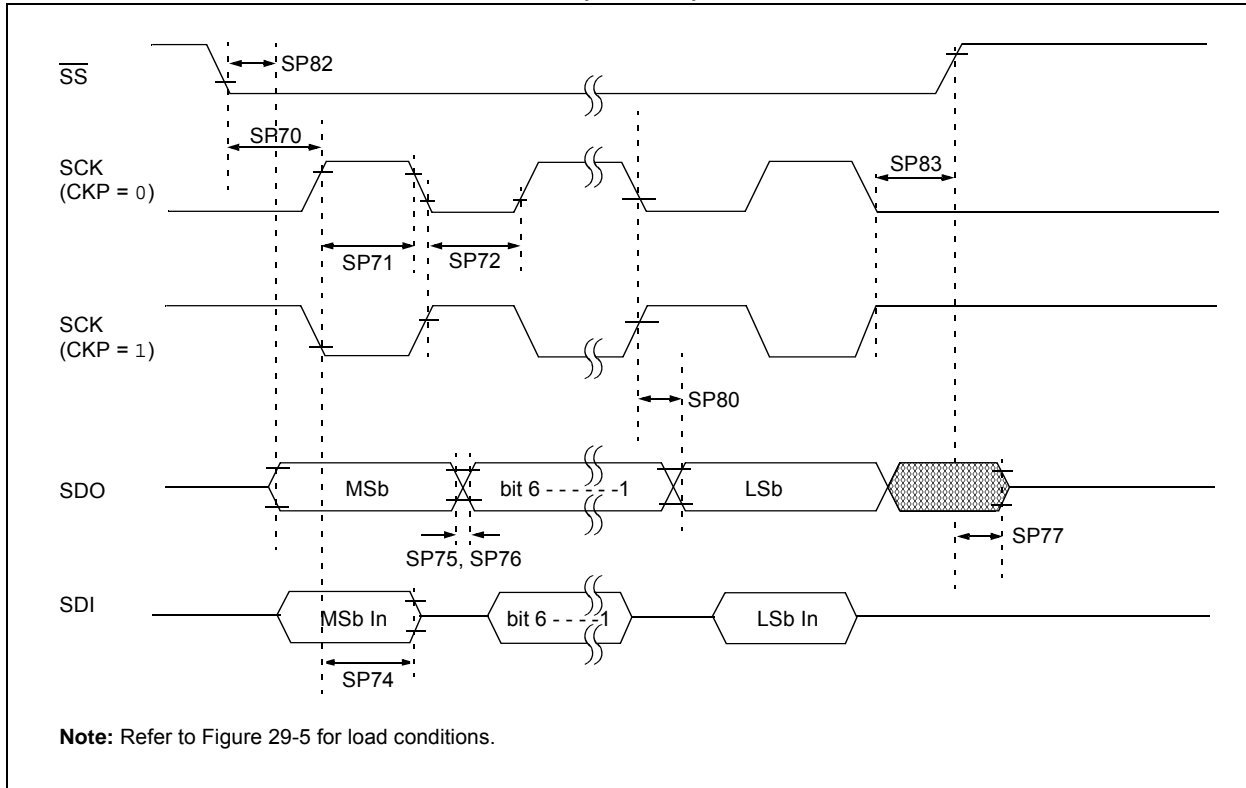 SS
SP82
SP70
SCK
(CKP = 0)
SP83
SP71
SP72
SCK
(CKP = 1)
SP80
SDO
MSb
bit 6 - - - - - -1
LSb
SP77
SP75, SP76
SDI
MSb In
bit 6 - - - -1
LSb In
SP74
Note: Refer to Figure 29-5 for load conditions.